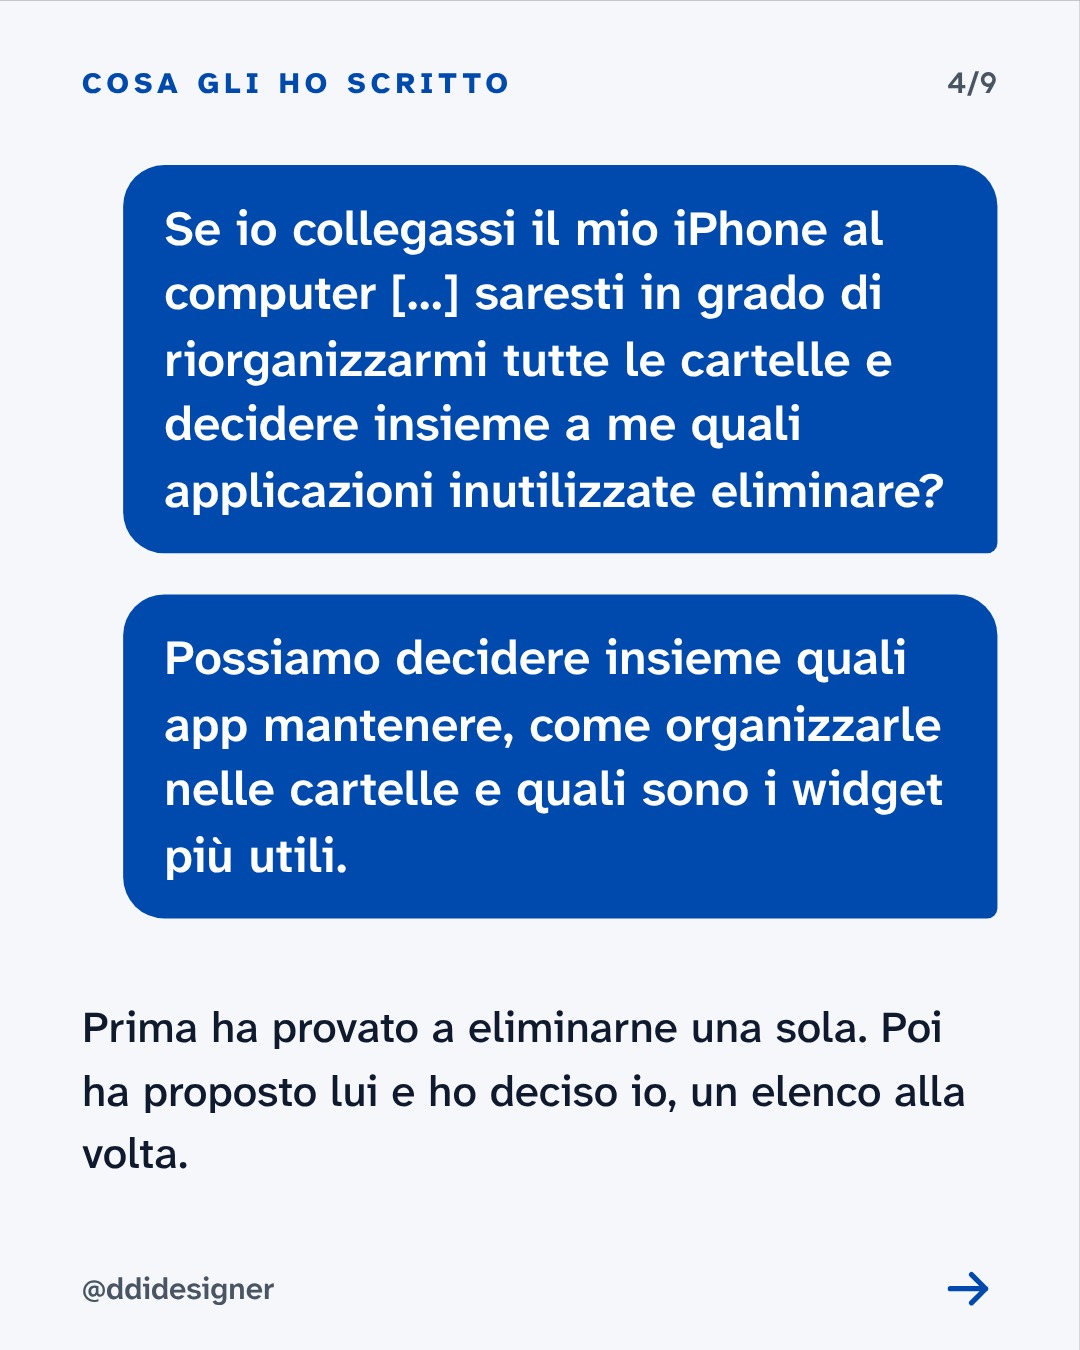 COSA GLI HO SCRITTO
4/9
Se io collegassi il mio iPhone al
computer [...] saresti in grado di
riorganizzarmi tutte le cartelle e
decidere insieme a me quali
applicazioni inutilizzate eliminare?
Possiamo decidere insieme quali
app mantenere, come organizzarle
nelle cartelle e quali sono i widget
più utili.
Prima ha provato a eliminarne una sola. Poi
ha proposto lui e ho deciso io, un elenco alla
volta.
@ddidesigner